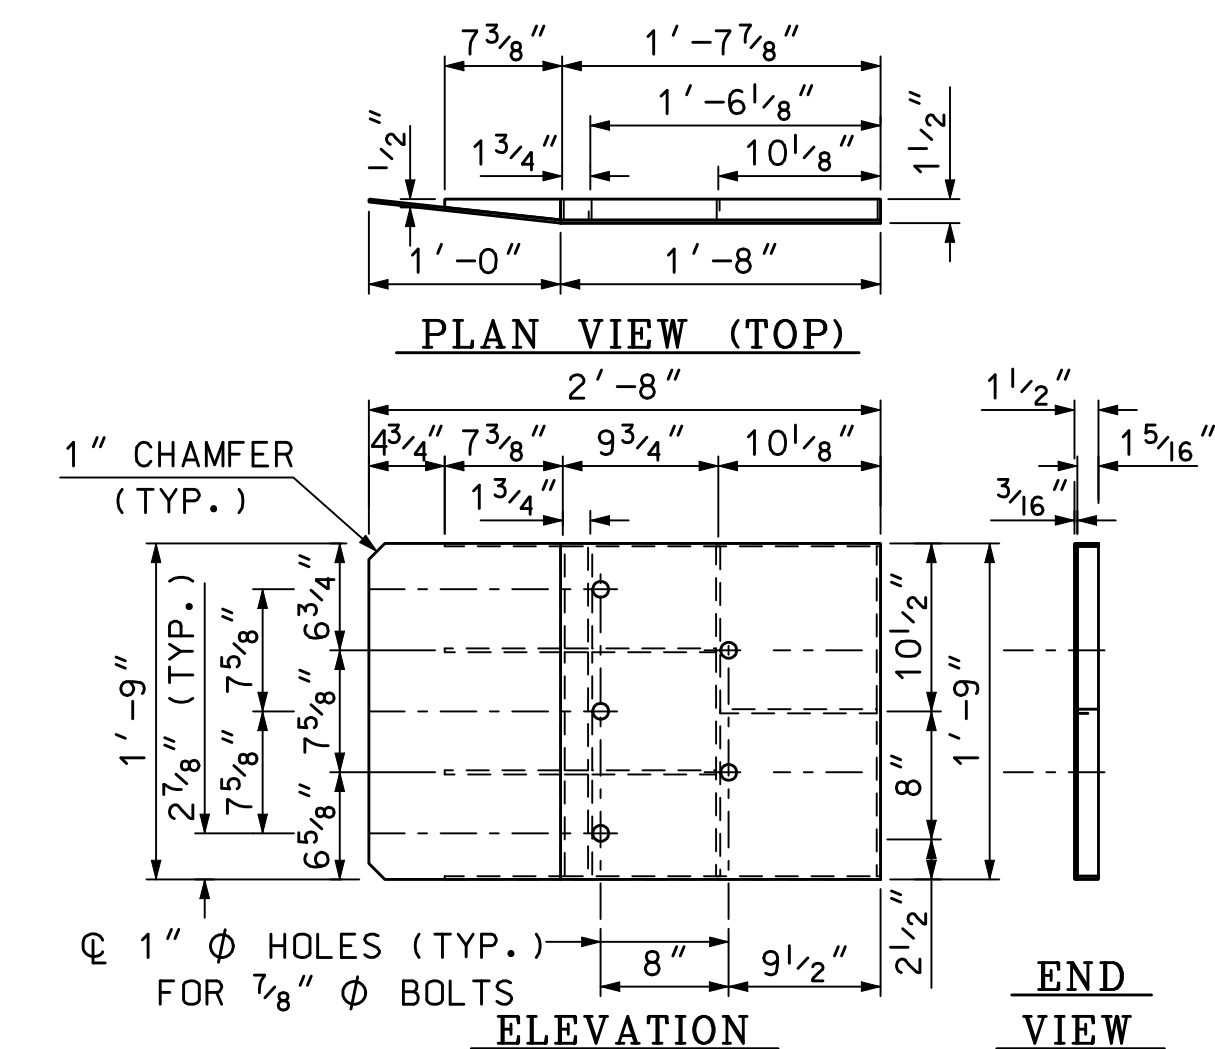 7 3/8" 1'-7 7/8"
1'-6 1/8"
1/2" 1 3/4" 10 1/8" 1 1/2"
1'-0" 1'-8"
PLAN VIEW (TOP)
2'-8" 1 1/2"
1" CHAMFER
(TYP.)
4 3/4" 7 3/8" 9 3/4" 10 1/8" 1 5/16"
1 3/4" 3/16"
1'-9"
2 7/8" (TYP.)
7 5/8"
7 5/8"
6 3/4"
7 5/8"
6 5/8"
10 1/2"
8"
2 1/2"
1'-9"
℄ 1" Ø HOLES (TYP.)
FOR 7/8" Ø BOLTS
8" 9 1/2"
ELEVATION
END
VIEW